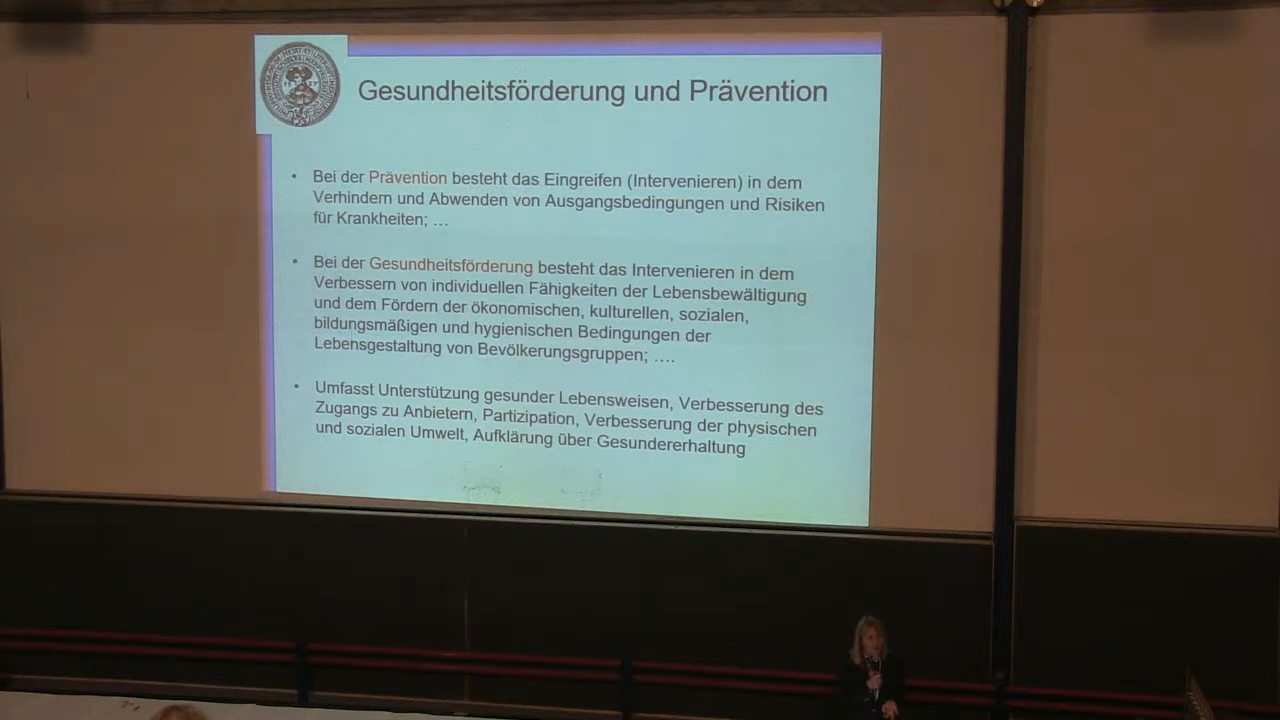 Gesundheitsförderung und Prävention
• Bei der Prävention besteht das Eingreifen (Intervenieren) in dem
Verhindern und Abwenden von Ausgangsbedingungen und Risiken
für Krankheiten; …
• Bei der Gesundheitsförderung besteht das Intervenieren in dem
Verbessern von individuellen Fähigkeiten der Lebensbewältigung
und dem Fördern der ökonomischen, kulturellen, sozialen,
bildungsmäßigen und hygienischen Bedingungen der
Lebensgestaltung von Bevölkerungsgruppen; ….
• Umfasst Unterstützung gesunder Lebensweisen, Verbesserung des
Zugangs zu Anbietern, Partizipation, Verbesserung der physischen
und sozialen Umwelt, Aufklärung über Gesundererhaltung